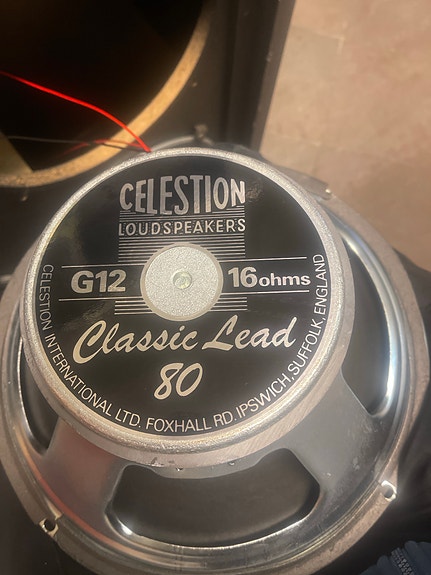 CELESTION
LOUDSPEAKERS
G12 16ohms
Classic Lead
80
CELESTION INTERNATIONAL LTD. FOXHALL RD. IPSWICH, SUFFOLK, ENGLAND